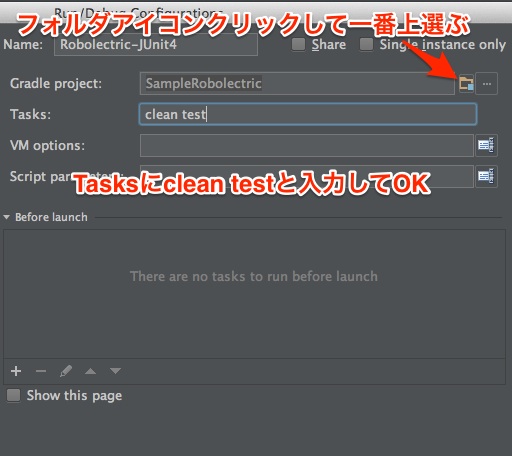 Run/Debug Configurations
フォルダアイコンクリックして一番上選ぶ
Name: Robolectric-JUnit4 Share Single instance only
Gradle project: SampleRobolectric ...
Tasks: clean test
VM options:
Script parameters:
Tasksにclean testと入力してOK
Before launch
There are no tasks to run before launch
Show this page